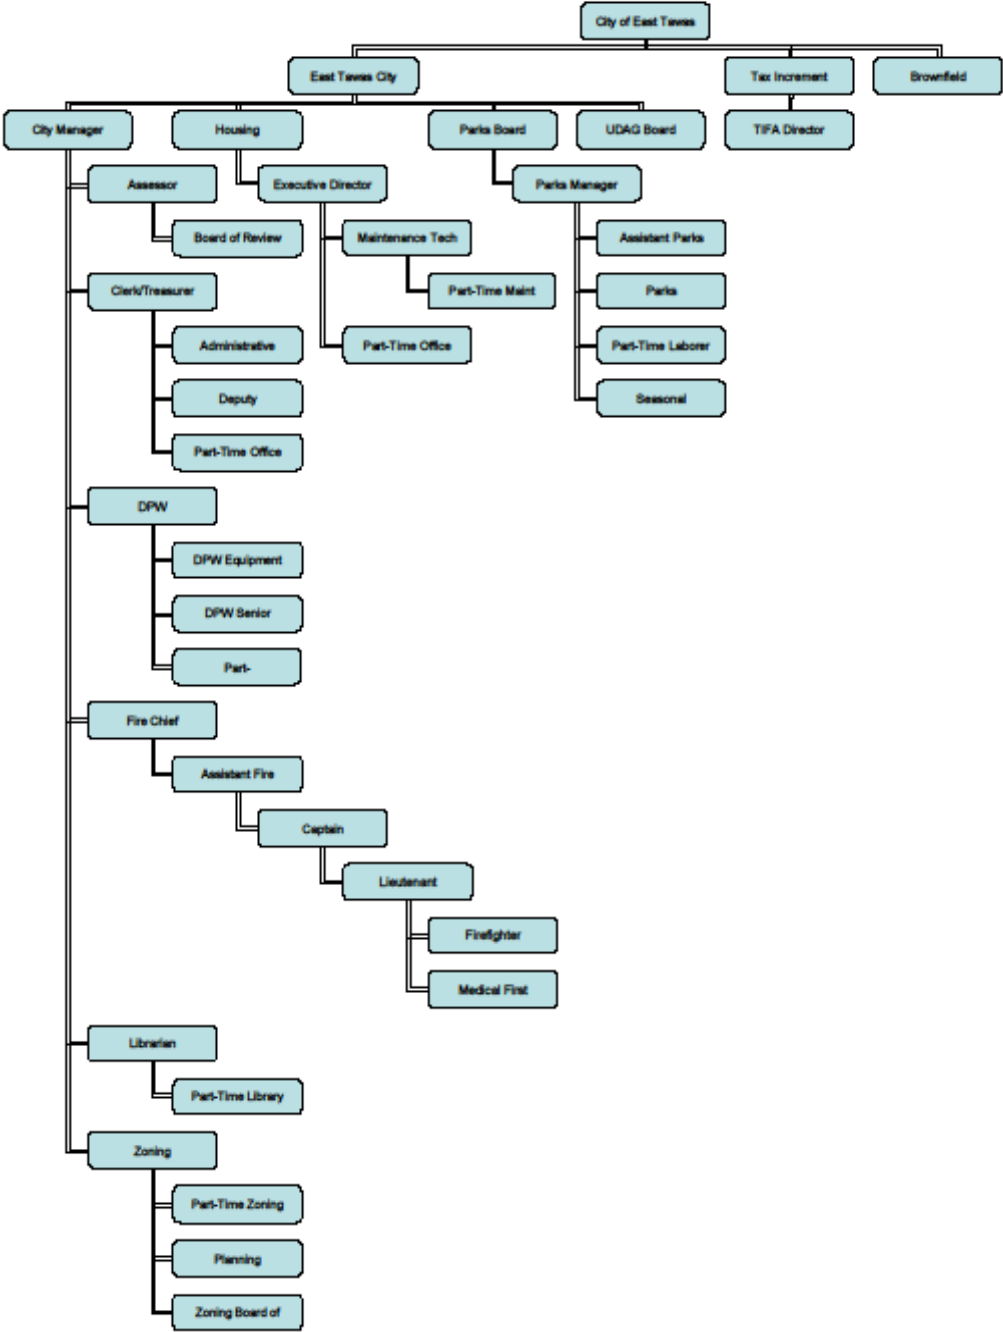 City of East Tawas
East Tawas City
Tax Increment
Brownfield
City Manager
Housing
Parks Board
UDAG Board
TIFA Director
Assessor
Executive Director
Parks Manager
Board of Review
Maintenance Tech
Assistant Parks
Clerk/Treasurer
Part-Time Maint
Parks
Administrative
Part-Time Office
Part-Time Laborer
Deputy
Seasonal
Part-Time Office
DPW
DPW Equipment
DPW Senior
Part-
Fire Chief
Assistant Fire
Captain
Lieutenant
Firefighter
Medical First
Librarian
Part-Time Library
Zoning
Part-Time Zoning
Planning
Zoning Board of